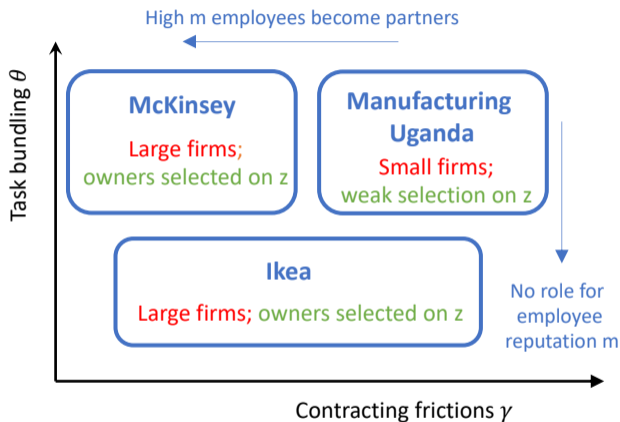 High m employees become partners
Task bundling θ
McKinsey
Large firms;
owners selected on z
Manufacturing
Uganda
Small firms;
weak selection on z
Ikea
Large firms; owners selected on z
No role for
employee
reputation m
Contracting frictions γ